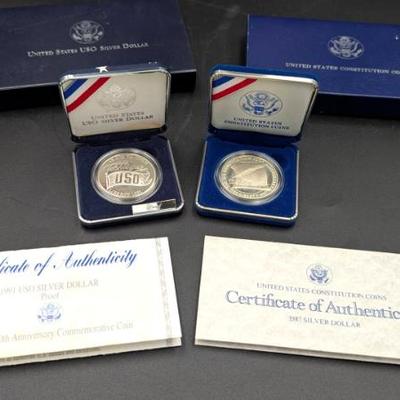 UNITED STATES USO SILVER DOLLAR
UNITED STATES CONSTITUTION COINS
UNITED STATES
USO SILVER DOLLAR
UNITED STATES
CONSTITUTION COINS
USO
ificate of Authenticity
1991 USO SILVER DOLLAR
Proof
0th Anniversary Commemorative Coin
UNITED STATES CONSTITUTION COINS
Certificate of Authentic
1987 SILVER DOLLAR